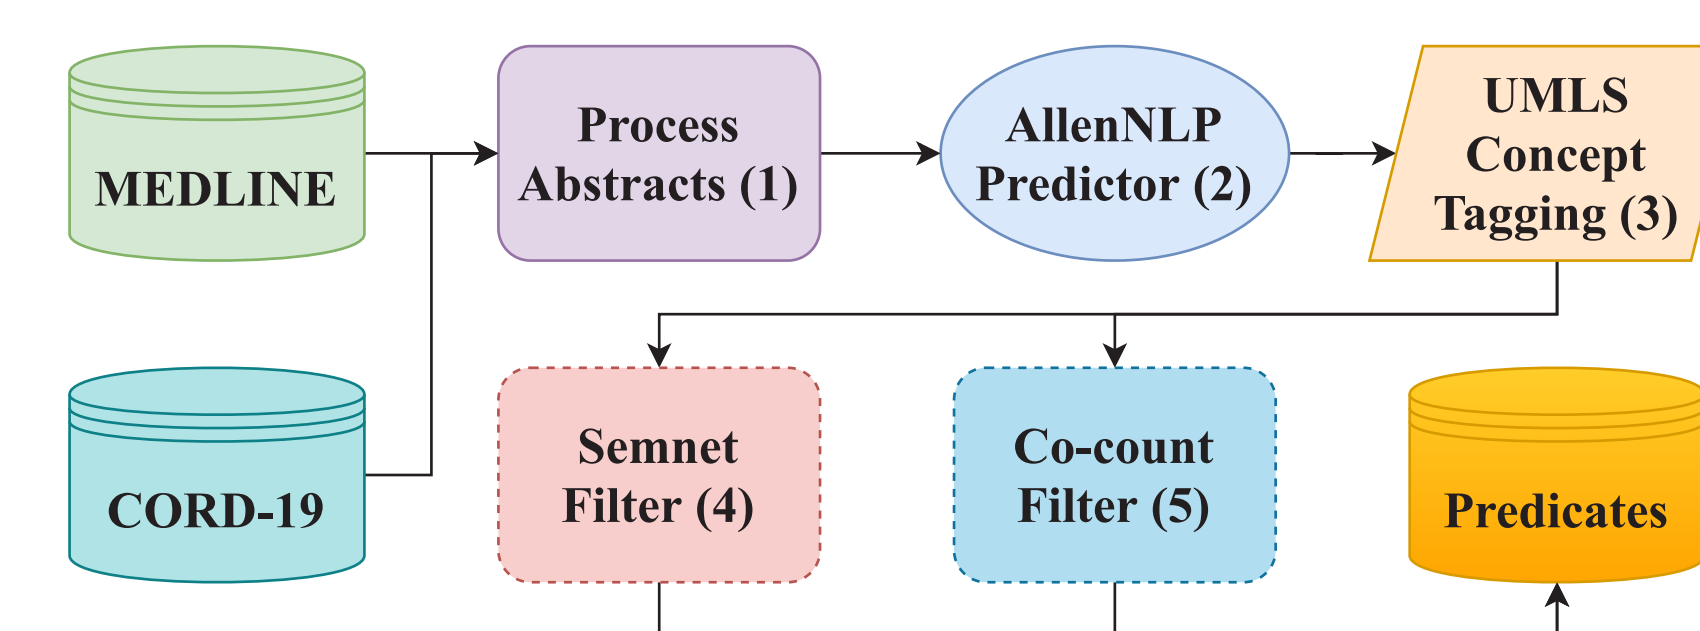 MEDLINE
Process
Abstracts (1)
AllenNLP
Predictor (2)
UMLS
Concept
Tagging (3)
CORD-19
Semnet
Filter (4)
Co-count
Filter (5)
Predicates